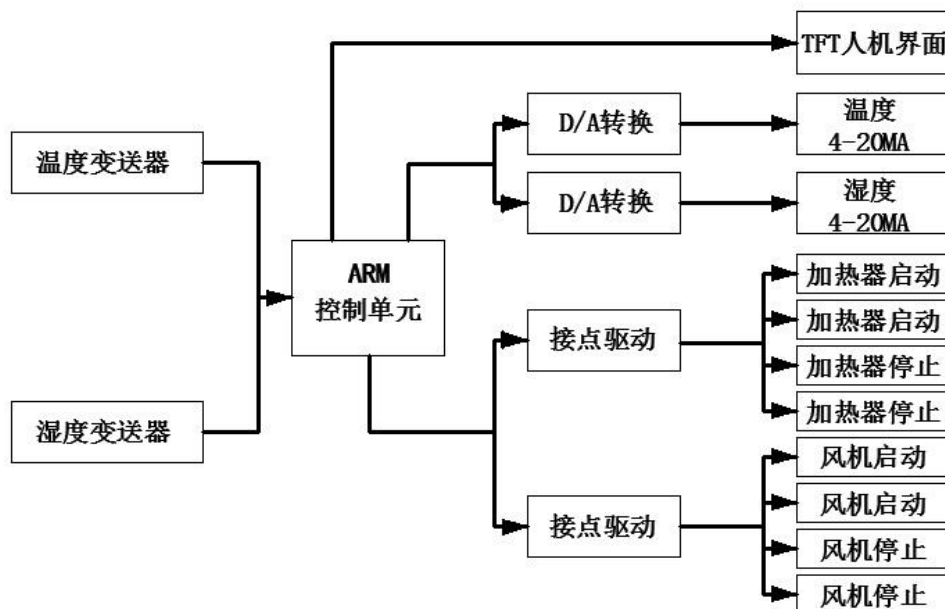 TFT人机界面
D/A转换
温度
4-20MA
温度变送器
D/A转换
湿度
4-20MA
ARM
控制单元
加热器启动
加热器启动
接点驱动
加热器停止
加热器停止
湿度变送器
风机启动
风机启动
接点驱动
风机停止
风机停止